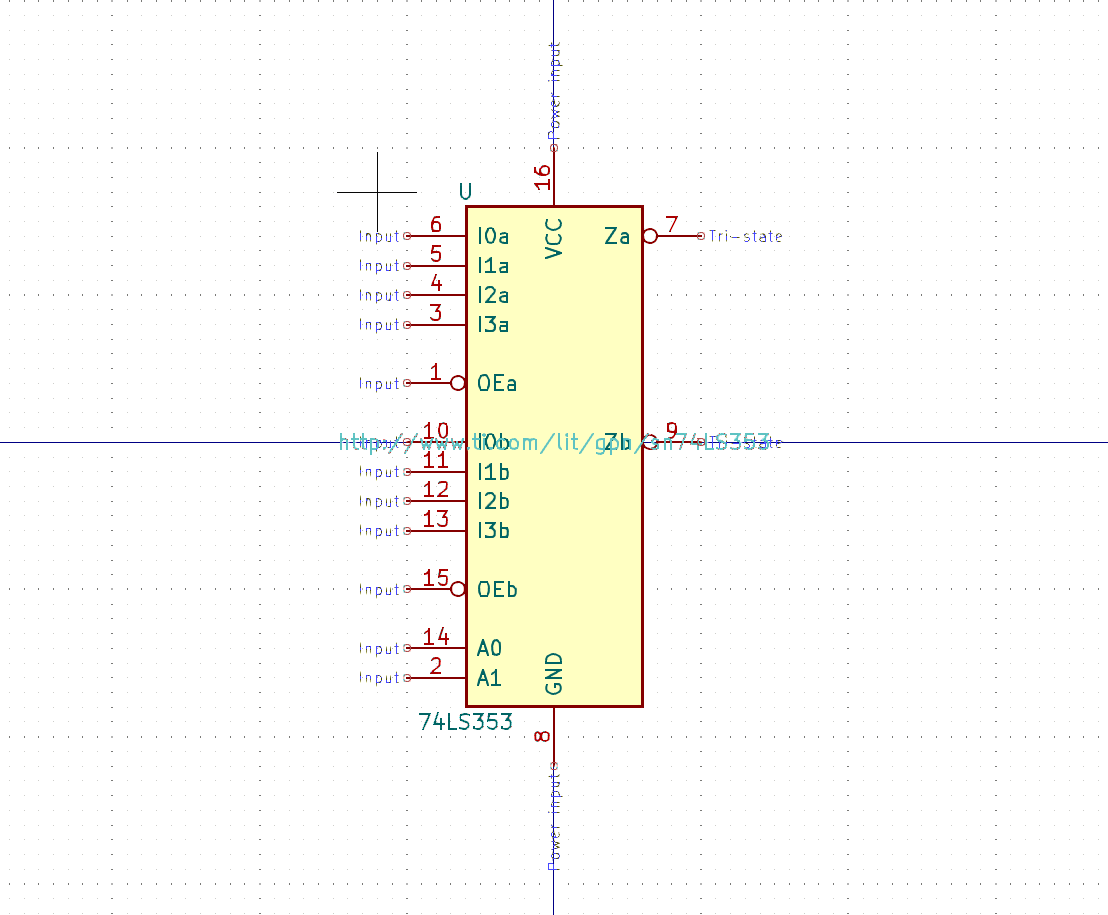 Power input
16
U
Input 6 I0a VCC Za 7 Tri-state
Input 5 I1a
Input 4 I2a
Input 3 I3a
Input 1 OEa
Input 10 I0b Zb 9 Tri-state
http://www.ti.com/lit/gpn/sn74LS353
Input 11 I1b
Input 12 I2b
Input 13 I3b
Input 15 OEb
Input 14 A0
Input 2 A1 GND
74LS353
8
Power input